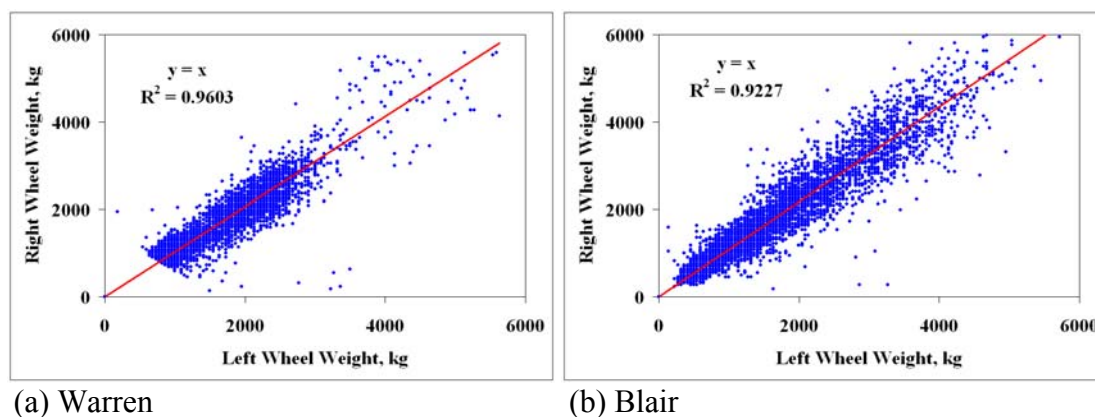 6000
4000
2000
0
Right Wheel Weight, kg
y = x
R² = 0.9603
0 2000 4000 6000
Left Wheel Weight, kg
(a) Warren
6000
4000
2000
0
Right Wheel Weight, kg
y = x
R² = 0.9227
0 2000 4000 6000
Left Wheel Weight, kg
(b) Blair